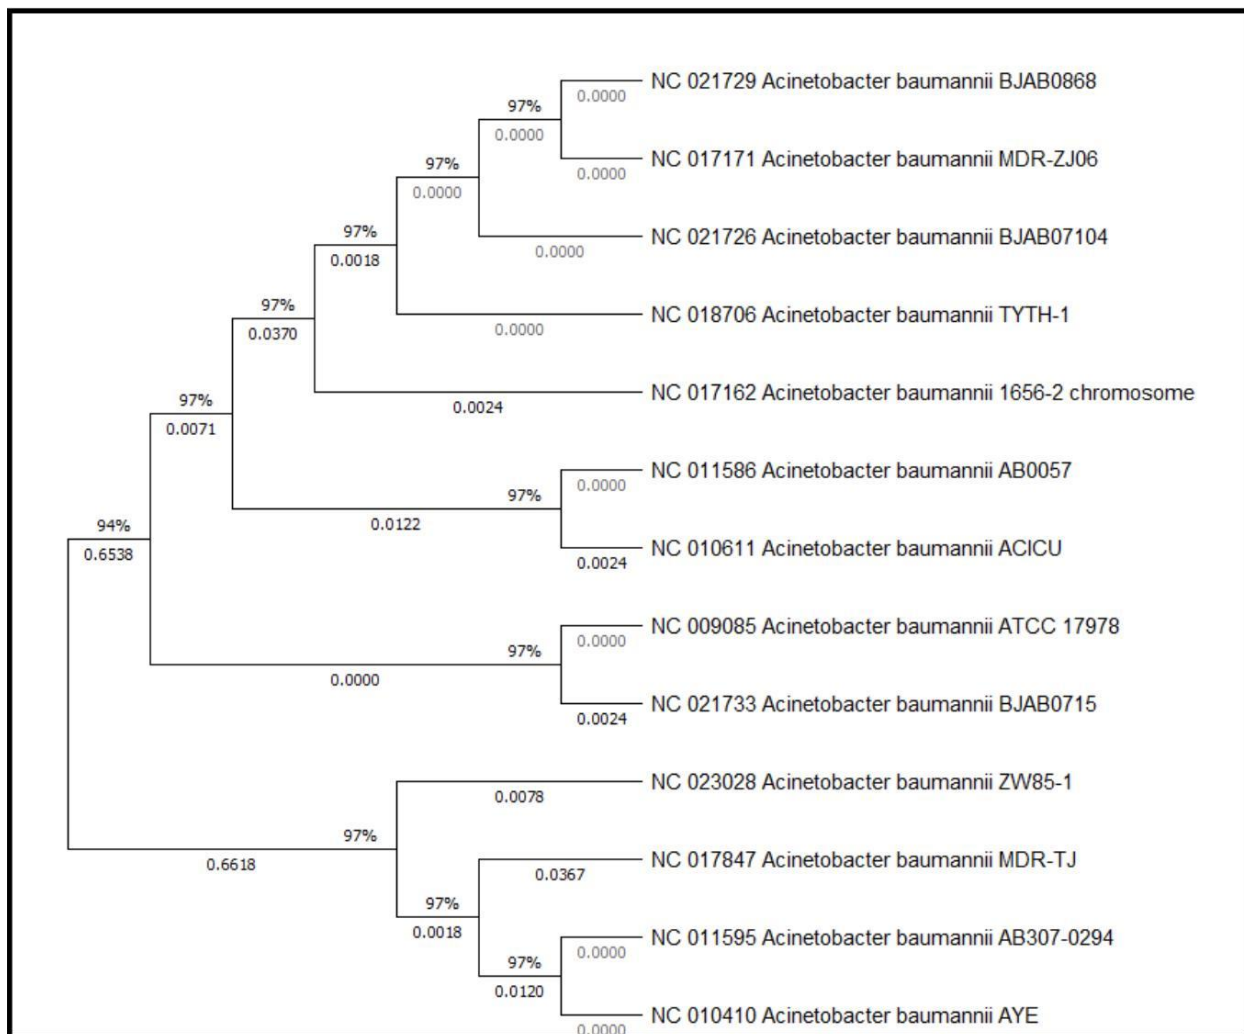 0.0000
NC 021729 Acinetobacter baumannii BJAB0868
97%
0.0000
0.0000
NC 017171 Acinetobacter baumannii MDR-ZJ06
97%
0.0000
0.0000
NC 021726 Acinetobacter baumannii BJAB07104
97%
0.0018
0.0000
NC 018706 Acinetobacter baumannii TYTH-1
97%
0.0370
0.0024
NC 017162 Acinetobacter baumannii 1656-2 chromosome
97%
0.0071
0.0000
NC 011586 Acinetobacter baumannii AB0057
97%
0.0122
0.0024
NC 010611 Acinetobacter baumannii ACICU
94%
0.6538
0.0000
NC 009085 Acinetobacter baumannii ATCC 17978
97%
0.0000
0.0024
NC 021733 Acinetobacter baumannii BJAB0715
0.0078
NC 023028 Acinetobacter baumannii ZW85-1
97%
0.6618
0.0367
NC 017847 Acinetobacter baumannii MDR-TJ
97%
0.0018
0.0000
NC 011595 Acinetobacter baumannii AB307-0294
97%
0.0120
0.0000
NC 010410 Acinetobacter baumannii AYE